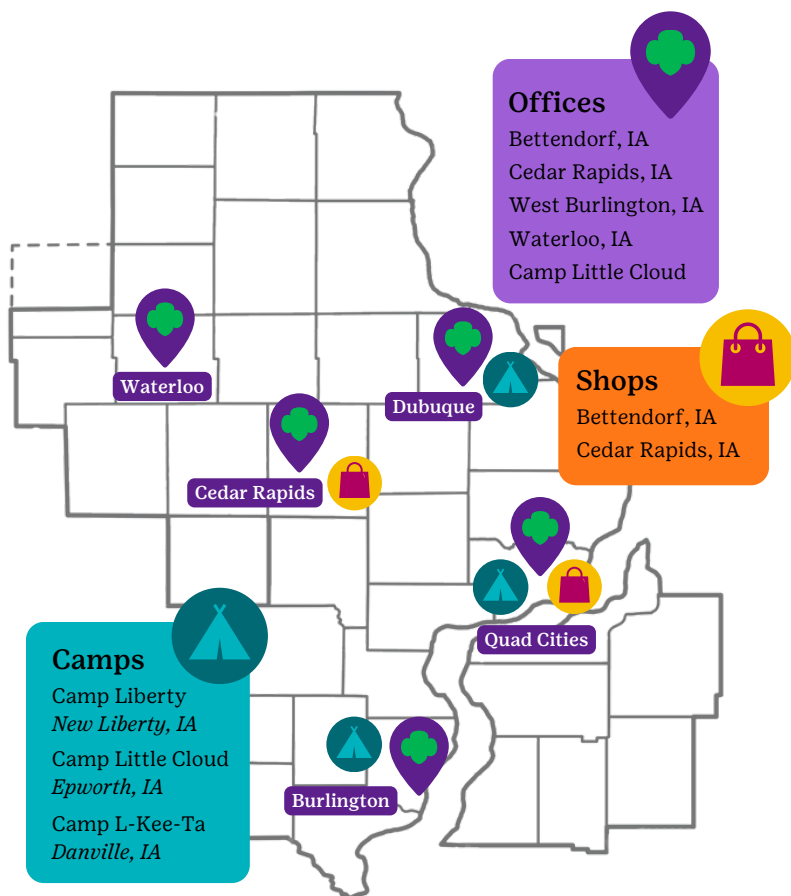 Offices
Bettendorf, IA
Cedar Rapids, IA
West Burlington, IA
Waterloo, IA
Camp Little Cloud
Waterloo
Dubuque
Shops
Bettendorf, IA
Cedar Rapids, IA
Cedar Rapids
Quad Cities
Camps
Camp Liberty
New Liberty, IA
Camp Little Cloud
Epworth, IA
Camp L-Kee-Ta
Danville, IA
Burlington